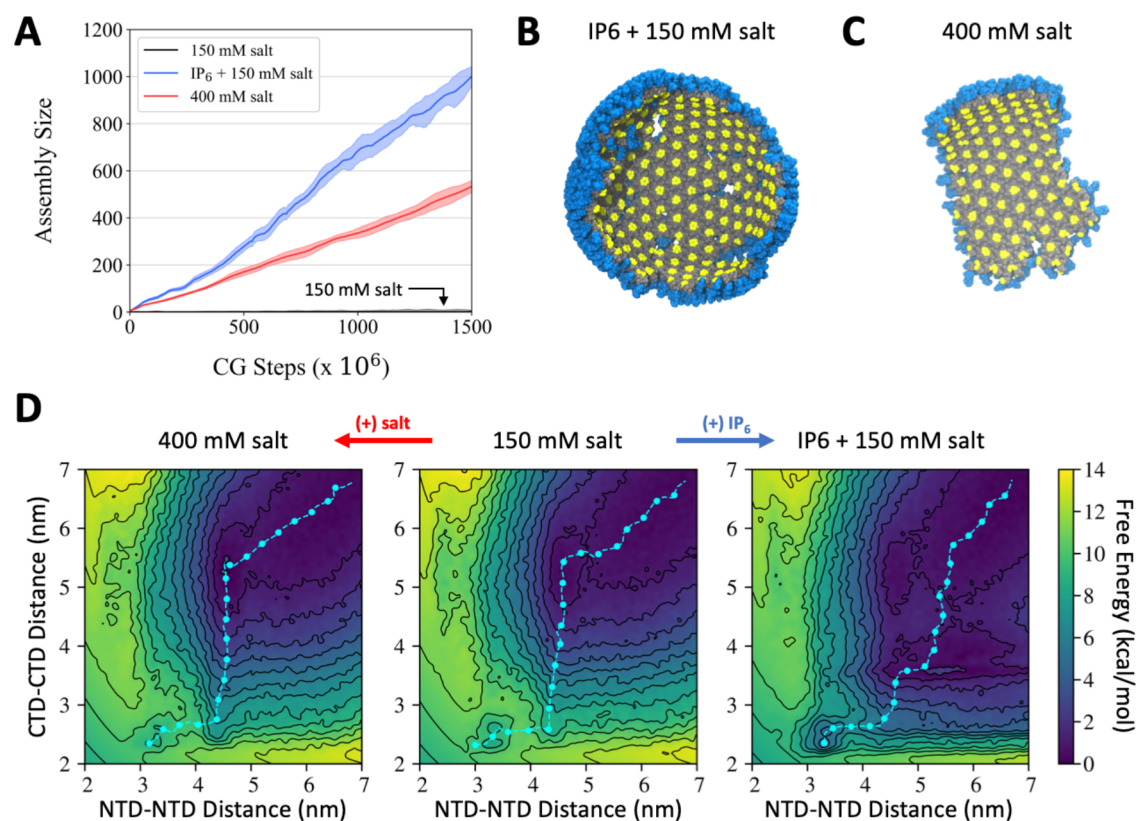 A
1200
1000
800
600
400
200
0
Assembly Size
150 mM salt
IP6 + 150 mM salt
400 mM salt
150 mM salt
0
500
1000
1500
CG Steps (x 10^6)
B
IP6 + 150 mM salt
C
400 mM salt
D
(+) salt
(+) IP6
400 mM salt
150 mM salt
IP6 + 150 mM salt
CTD-CTD Distance (nm)
7
6
5
4
3
2
2
3
4
5
6
7
NTD-NTD Distance (nm)
7
6
5
4
3
2
2
3
4
5
6
7
NTD-NTD Distance (nm)
7
6
5
4
3
2
2
3
4
5
6
7
NTD-NTD Distance (nm)
14
12
10
8
6
4
2
0
Free Energy (kcal/mol)